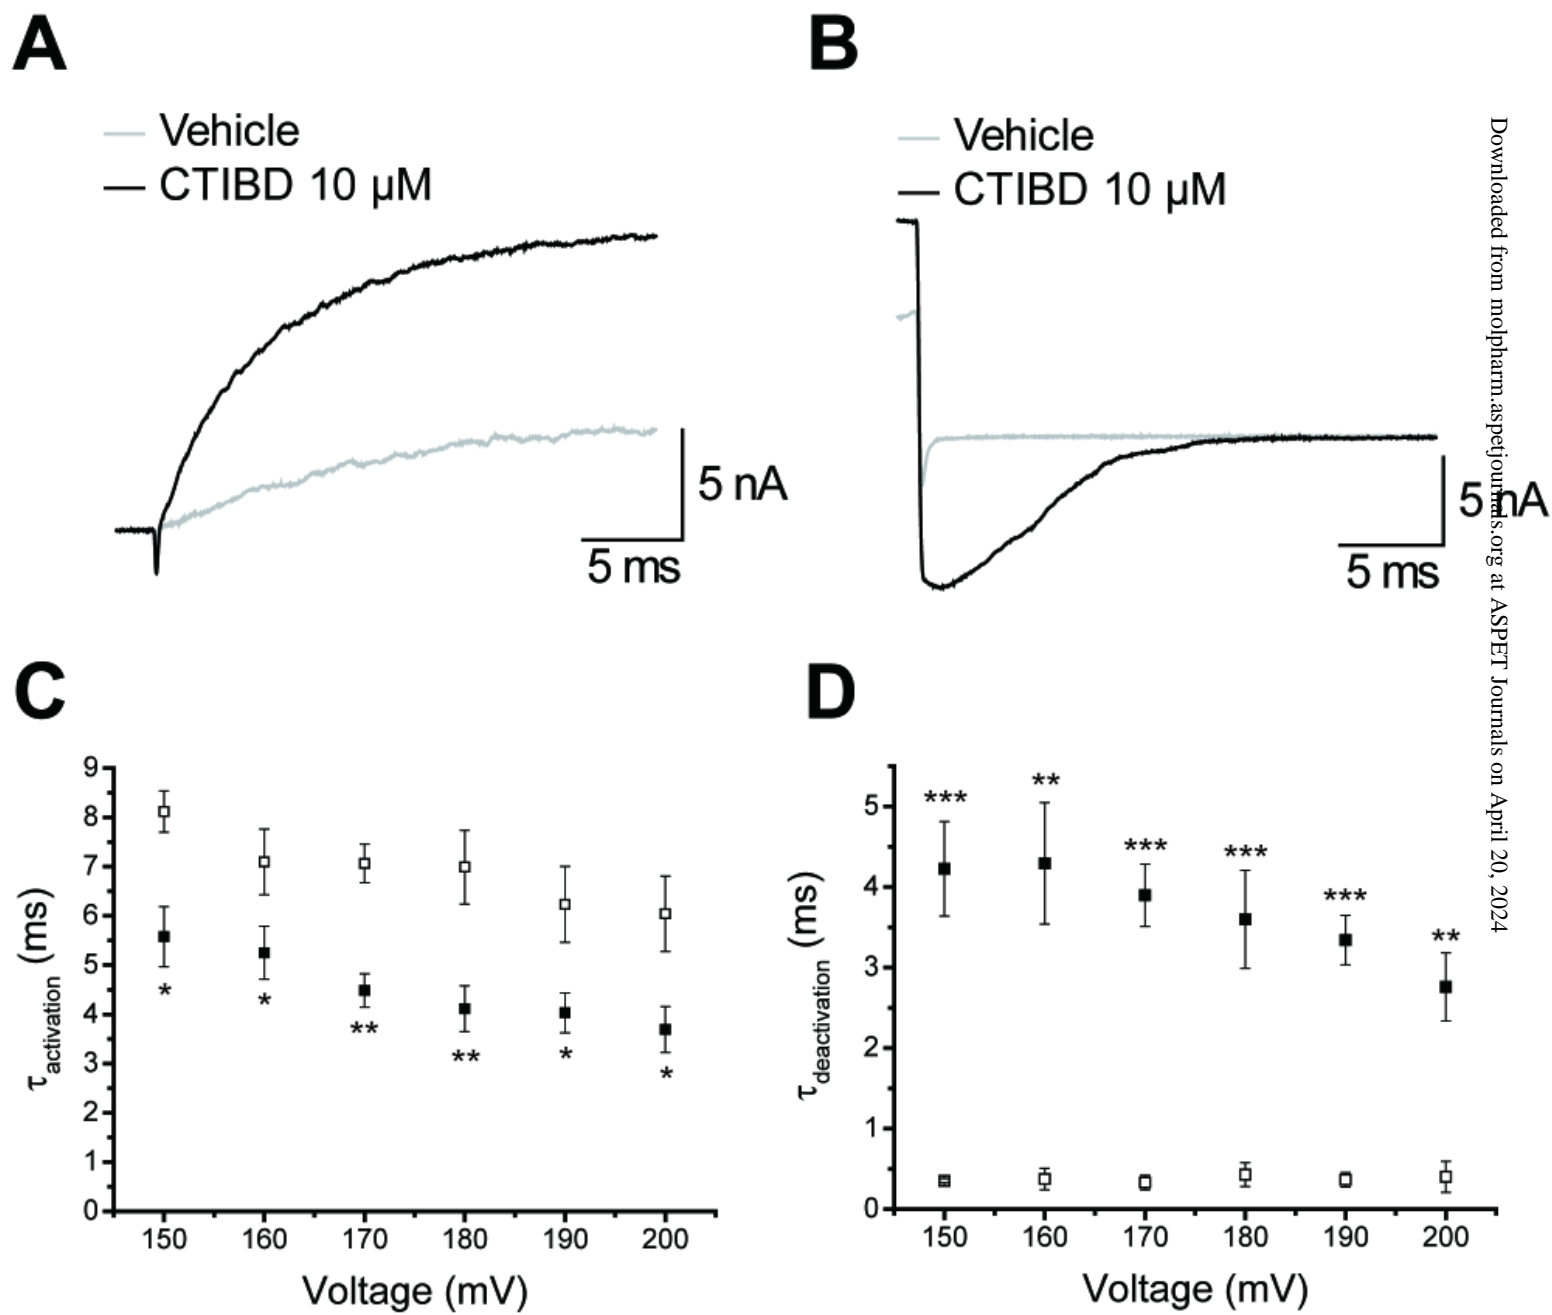 A
Vehicle
CTIBD 10 µM
5 nA
5 ms
B
Vehicle
CTIBD 10 µM
5 nA
5 ms
C
9
8
7
6
5
4
3
2
1
0
τactivation (ms)
*
*
**
**
*
*
150 160 170 180 190 200
Voltage (mV)
D
5
4
3
2
1
0
τdeactivation (ms)
***
**
***
***
***
**
150 160 170 180 190 200
Voltage (mV)
Downloaded from molpharm.aspetjournals.org at ASPET Journals on April 20, 2024